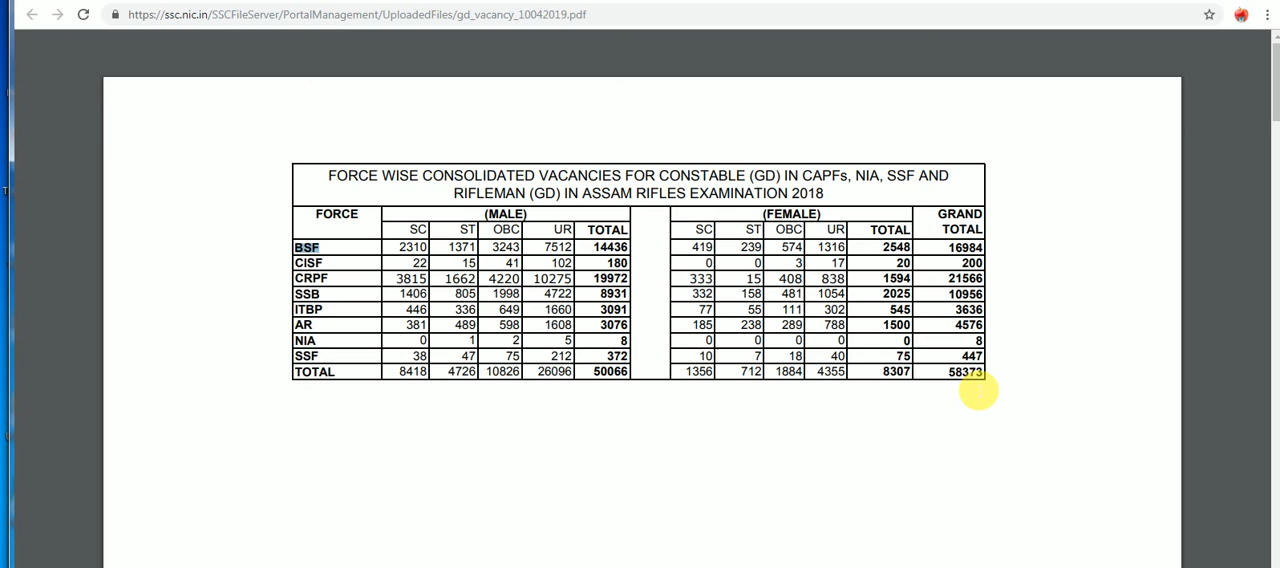 https://ssc.nic.in/SSCFileServer/PortalManagement/UploadedFiles/gd_vacancy_10042019.pdf
FORCE WISE CONSOLIDATED VACANCIES FOR CONSTABLE (GD) IN CAPFs, NIA, SSF AND
RIFLEMAN (GD) IN ASSAM RIFLES EXAMINATION 2018
FORCE (MALE) (FEMALE) GRAND
SC ST OBC UR TOTAL SC ST OBC UR TOTAL TOTAL
BSF 2310 1371 3243 7512 14436 419 239 574 1316 2548 16984
CISF 22 15 41 102 180 0 0 3 17 20 200
CRPF 3815 1662 4220 10275 19972 333 15 408 838 1594 21566
SSB 1406 805 1998 4722 8931 332 158 481 1054 2025 10956
ITBP 446 336 649 1660 3091 77 55 111 302 545 3636
AR 381 489 598 1608 3076 185 238 289 788 1500 4576
NIA 0 1 2 5 8 0 0 0 0 0 8
SSF 38 47 75 212 372 10 7 18 40 75 447
TOTAL 8418 4726 10826 26096 50066 1356 712 1884 4355 8307 58373